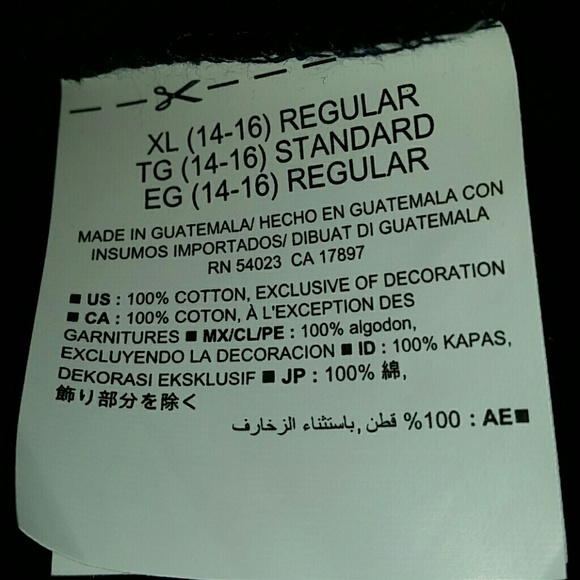 XL (14-16) REGULAR
TG (14-16) STANDARD
EG (14-16) REGULAR
MADE IN GUATEMALA/ HECHO EN GUATEMALA CON
INSUMOS IMPORTADOS/ DIBUAT DI GUATEMALA
RN 54023 CA 17897
■ US : 100% COTTON, EXCLUSIVE OF DECORATION
■ CA : 100% COTON, À L'EXCEPTION DES
GARNITURES ■ MX/CL/PE : 100% algodon,
EXCLUYENDO LA DECORACION ■ ID : 100% KAPAS,
DEKORASI EKSKLUSIF ■ JP : 100% 綿,
飾り部分を除く
■AE : 100% قطن ,باستثناء الزخارف